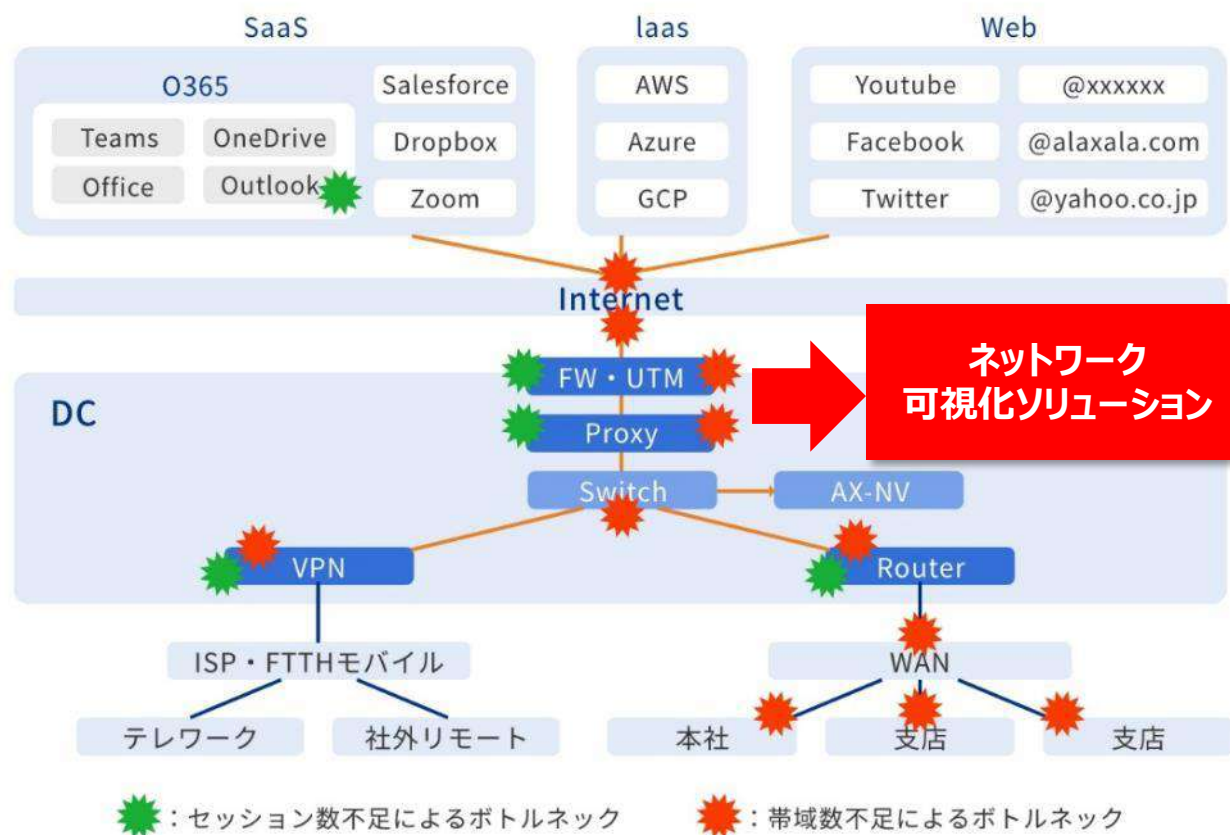 SaaS
Iaas
Web
O365
Salesforce
AWS
Youtube
@xxxxxx
Teams
OneDrive
Dropbox
Azure
Facebook
@alaxala.com
Office
Outlook
Zoom
GCP
Twitter
@yahoo.co.jp
Internet
ネットワーク
可視化ソリューション
FW・UTM
DC
Proxy
Switch
AX-NV
VPN
Router
ISP・FTTHモバイル
WAN
テレワーク
社外リモート
本社
支店
支店
：セッション数不足によるボトルネック
：帯域数不足によるボトルネック